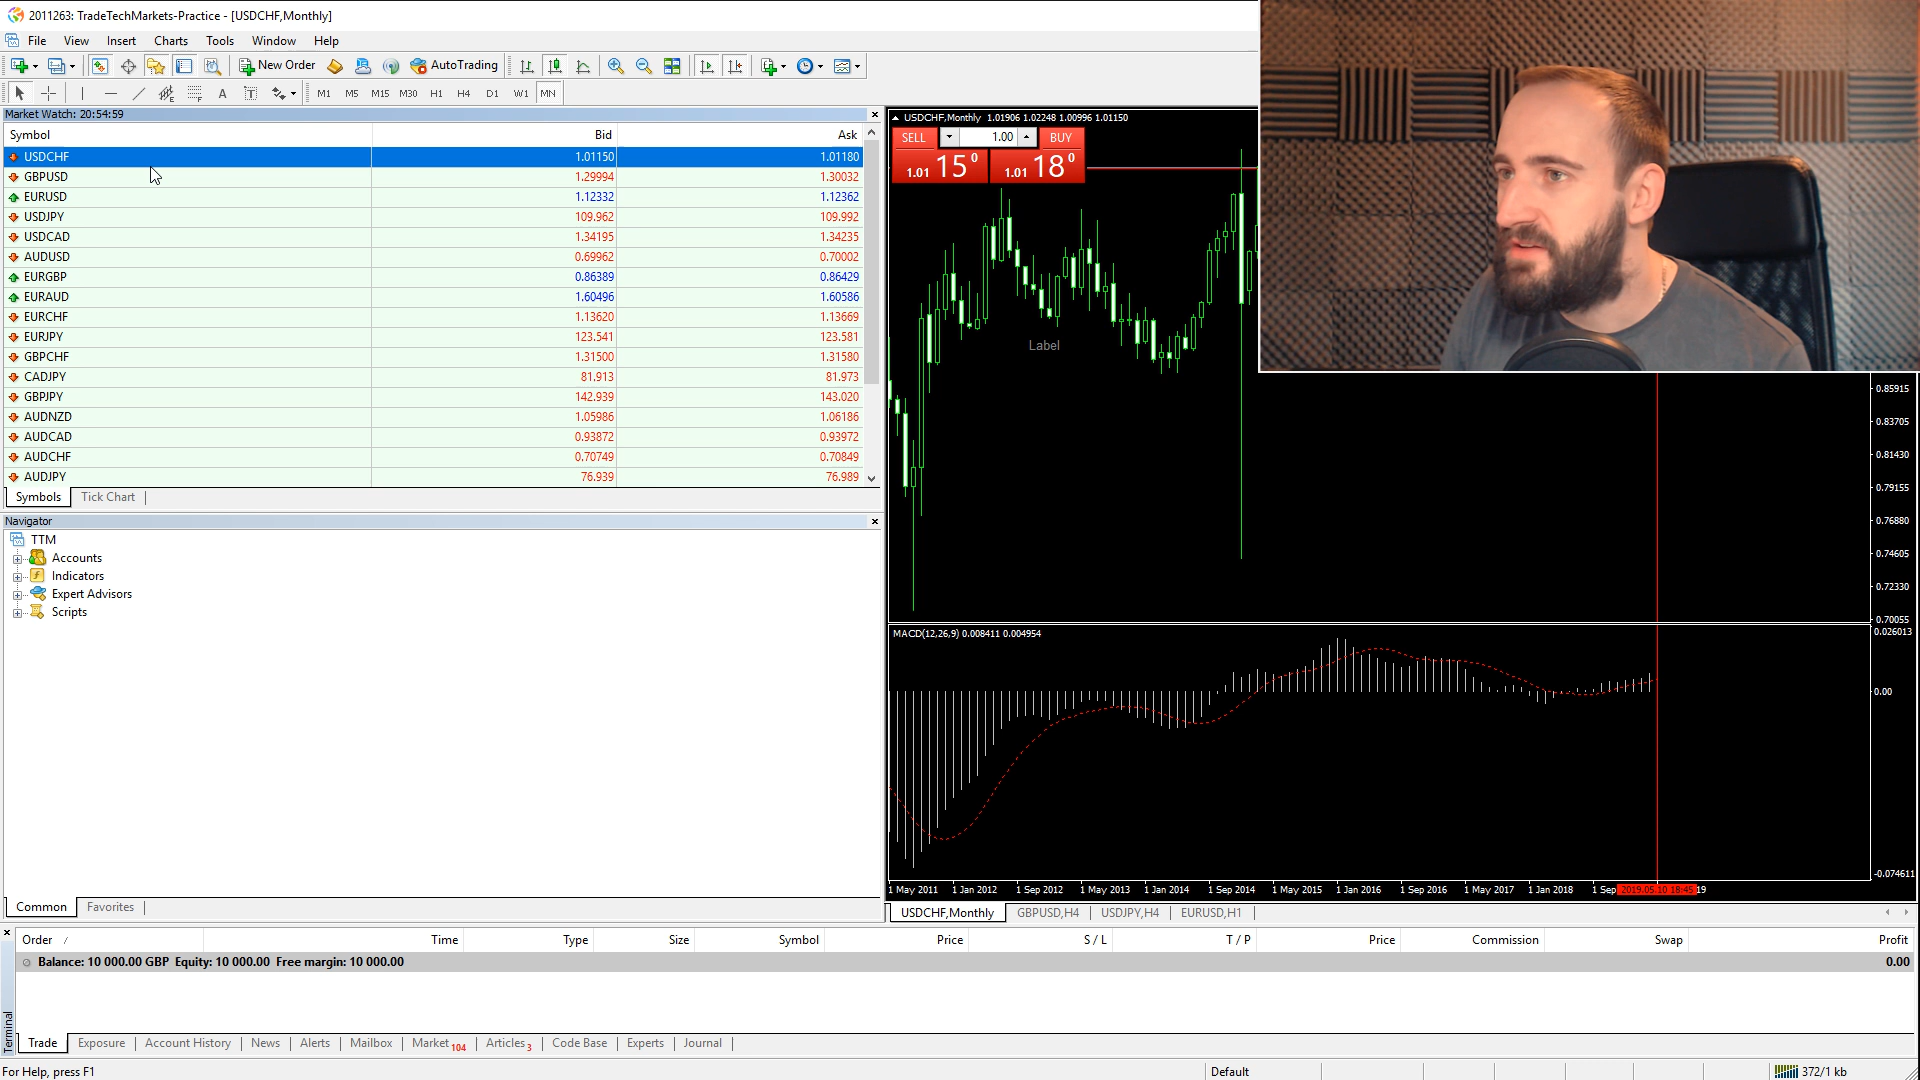 2011263: TradeTechMarkets-Practice - [USDCHF,Monthly]
File View Insert Charts Tools Window Help
New Order AutoTrading
A T M1 M5 M15 M30 H1 H4 D1 W1 MN
Market Watch: 20:54:59
Symbol Bid Ask
USDCHF 1.01150 1.01180
GBPUSD 1.29994 1.30032
EURUSD 1.12332 1.12362
USDJPY 109.962 109.992
USDCAD 1.34195 1.34235
AUDUSD 0.69962 0.70002
EURGBP 0.86389 0.86429
EURAUD 1.60496 1.60586
EURCHF 1.13620 1.13669
EURJPY 123.541 123.581
GBPCHF 1.31500 1.31580
CADJPY 81.913 81.973
GBPJPY 142.939 143.020
AUDNZD 1.05986 1.06186
AUDCAD 0.93872 0.93972
AUDCHF 0.70749 0.70849
AUDJPY 76.939 76.989
Symbols Tick Chart
Navigator
TTM
Accounts
Indicators
Expert Advisors
Scripts
Common Favorites
USDCHF,Monthly 1.01906 1.02248 1.00996 1.01150
SELL 1.00 BUY
1.01 15 0 1.01 18 0
Label
0.85915
0.83705
0.81430
0.79155
0.76880
0.74605
0.72330
0.70055
MACD(12,26,9) 0.008411 0.004954
0.026013
0.00
-0.074611
1 May 2011 1 Jan 2012 1 Sep 2012 1 May 2013 1 Jan 2014 1 Sep 2014 1 May 2015 1 Jan 2016 1 Sep 2016 1 May 2017 1 Jan 2018 1 Sep 2019.05.10 18:45 19
USDCHF,Monthly GBPUSD,H4 USDJPY,H4 EURUSD,H1
Order / Time Type Size Symbol Price S / L T / P Price Commission Swap Profit
Balance: 10 000.00 GBP Equity: 10 000.00 Free margin: 10 000.00 0.00
Terminal
Trade Exposure Account History News Alerts Mailbox Market 104 Articles 3 Code Base Experts Journal
For Help, press F1 Default 372/1 kb